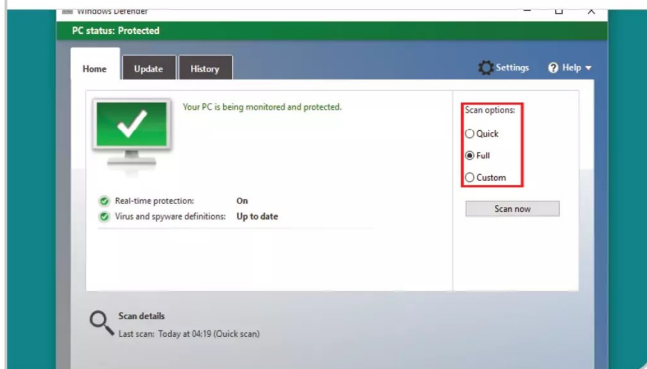 Windows Defender
PC status: Protected
Home Update History Settings Help
Your PC is being monitored and protected.
Scan options:
Quick
Full
Custom
Real-time protection: On
Virus and spyware definitions: Up to date
Scan now
Scan details
Last scan: Today at 04:19 (Quick scan)